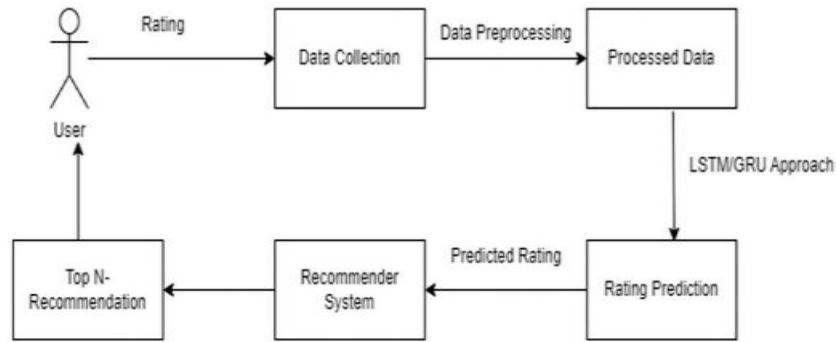 Rating
Data Collection
Data Preprocessing
Processed Data
User
LSTM/GRU Approach
Top N-
Recommendation
Recommender
System
Predicted Rating
Rating Prediction